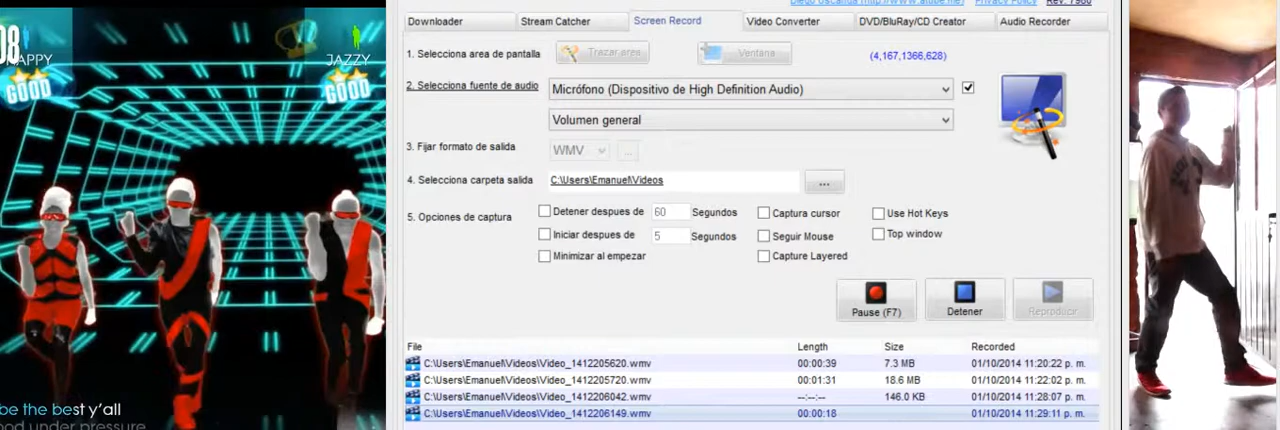 08
HAPPY
GOOD
JAZZY
GOOD
be the best y'all
ood under pressure
Privacy Policy
Rev. 7980
Downloader
Stream Catcher
Screen Record
Video Converter
DVD/BluRay/CD Creator
Audio Recorder
1. Selecciona area de pantalla
Trazar area
Ventana
(4,167,1366,628)
2. Selecciona fuente de audio
Micrófono (Dispositivo de High Definition Audio)
Volumen general
3. Fijar formato de salida
WMV
...
4. Selecciona carpeta salida
C:\Users\Emanuel\Videos
...
5. Opciones de captura
Detener despues de 60 Segundos
Captura cursor
Use Hot Keys
Iniciar despues de 5 Segundos
Seguir Mouse
Top window
Minimizar al empezar
Capture Layered
Pause (F7)
Detener
Reproducir
File Length Size Recorded
C:\Users\Emanuel\Videos\Video_1412205620.wmv 00:00:39 7.3 MB 01/10/2014 11:20:22 p. m.
C:\Users\Emanuel\Videos\Video_1412205720.wmv 00:01:31 18.6 MB 01/10/2014 11:22:02 p. m.
C:\Users\Emanuel\Videos\Video_1412206042.wmv --:--:-- 146.0 KB 01/10/2014 11:28:07 p. m.
C:\Users\Emanuel\Videos\Video_1412206149.wmv 00:00:18 01/10/2014 11:29:11 p. m.